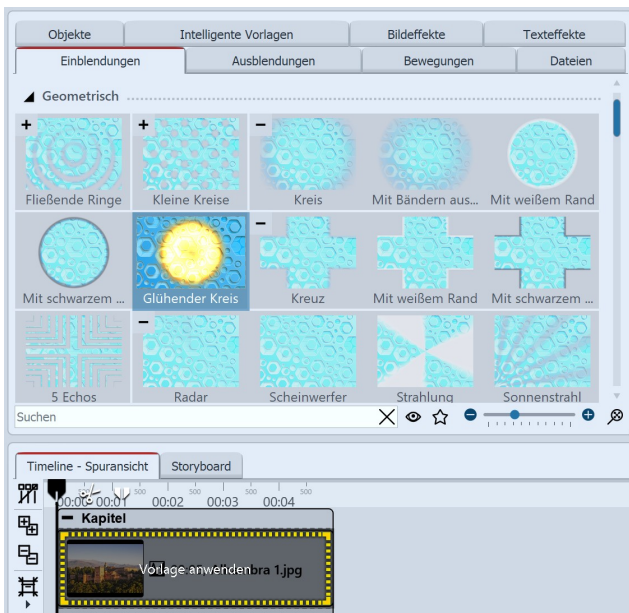 Objekte Intelligente Vorlagen Bildeffekte Texteffekte
Einblendungen Ausblendungen Bewegungen Dateien
Geometrisch
Fließende Ringe Kleine Kreise Kreis Mit Bändern aus... Mit weißem Rand
Mit schwarzem ... Glühender Kreis Kreuz Mit weißem Rand Mit schwarzem ...
5 Echos Radar Scheinwerfer Strahlung Sonnenstrahl
Suchen
Timeline - Spuransicht Storyboard
500 500 500 500
00:00 00:01 00:02 00:03 00:04
Kapitel
Vorlage anwenden bra 1.jpg